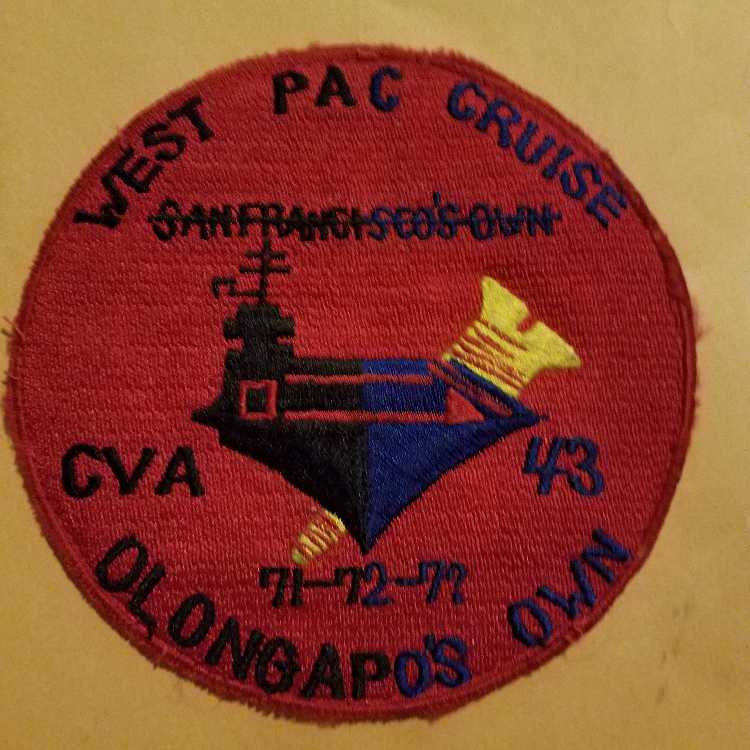 WEST PAC CRUISE
SAN FRANCISCO'S OWN
CVA 43
71-72-7?
OLONGAPO'S OWN